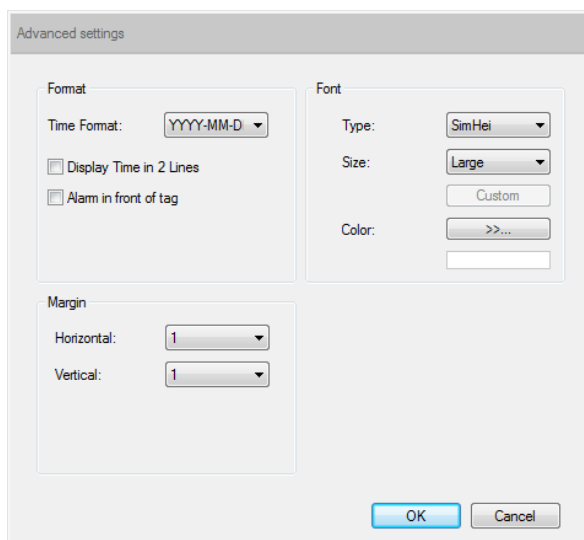 Advanced settings
Format
Time Format: YYYY-MM-D
Display Time in 2 Lines
Alarm in front of tag
Font
Type: SimHei
Size: Large
Custom
Color: >>...
Margin
Horizontal: 1
Vertical: 1
OK Cancel